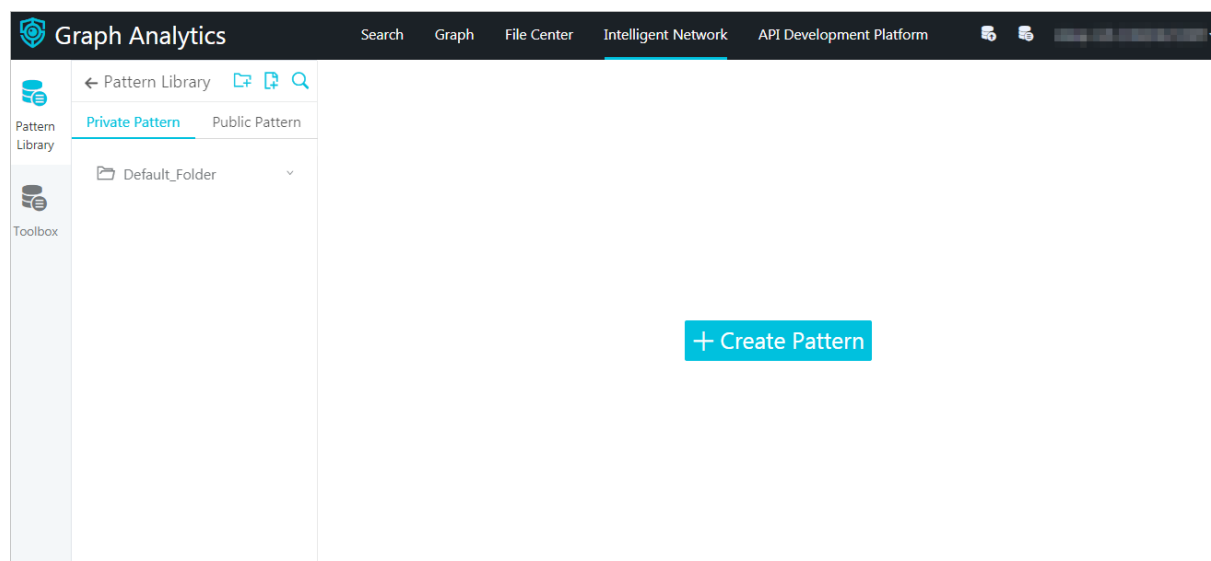 Graph Analytics
Search Graph File Center Intelligent Network API Development Platform
Pattern Library
Private Pattern Public Pattern
Default_Folder
Pattern
Library
Toolbox
+ Create Pattern